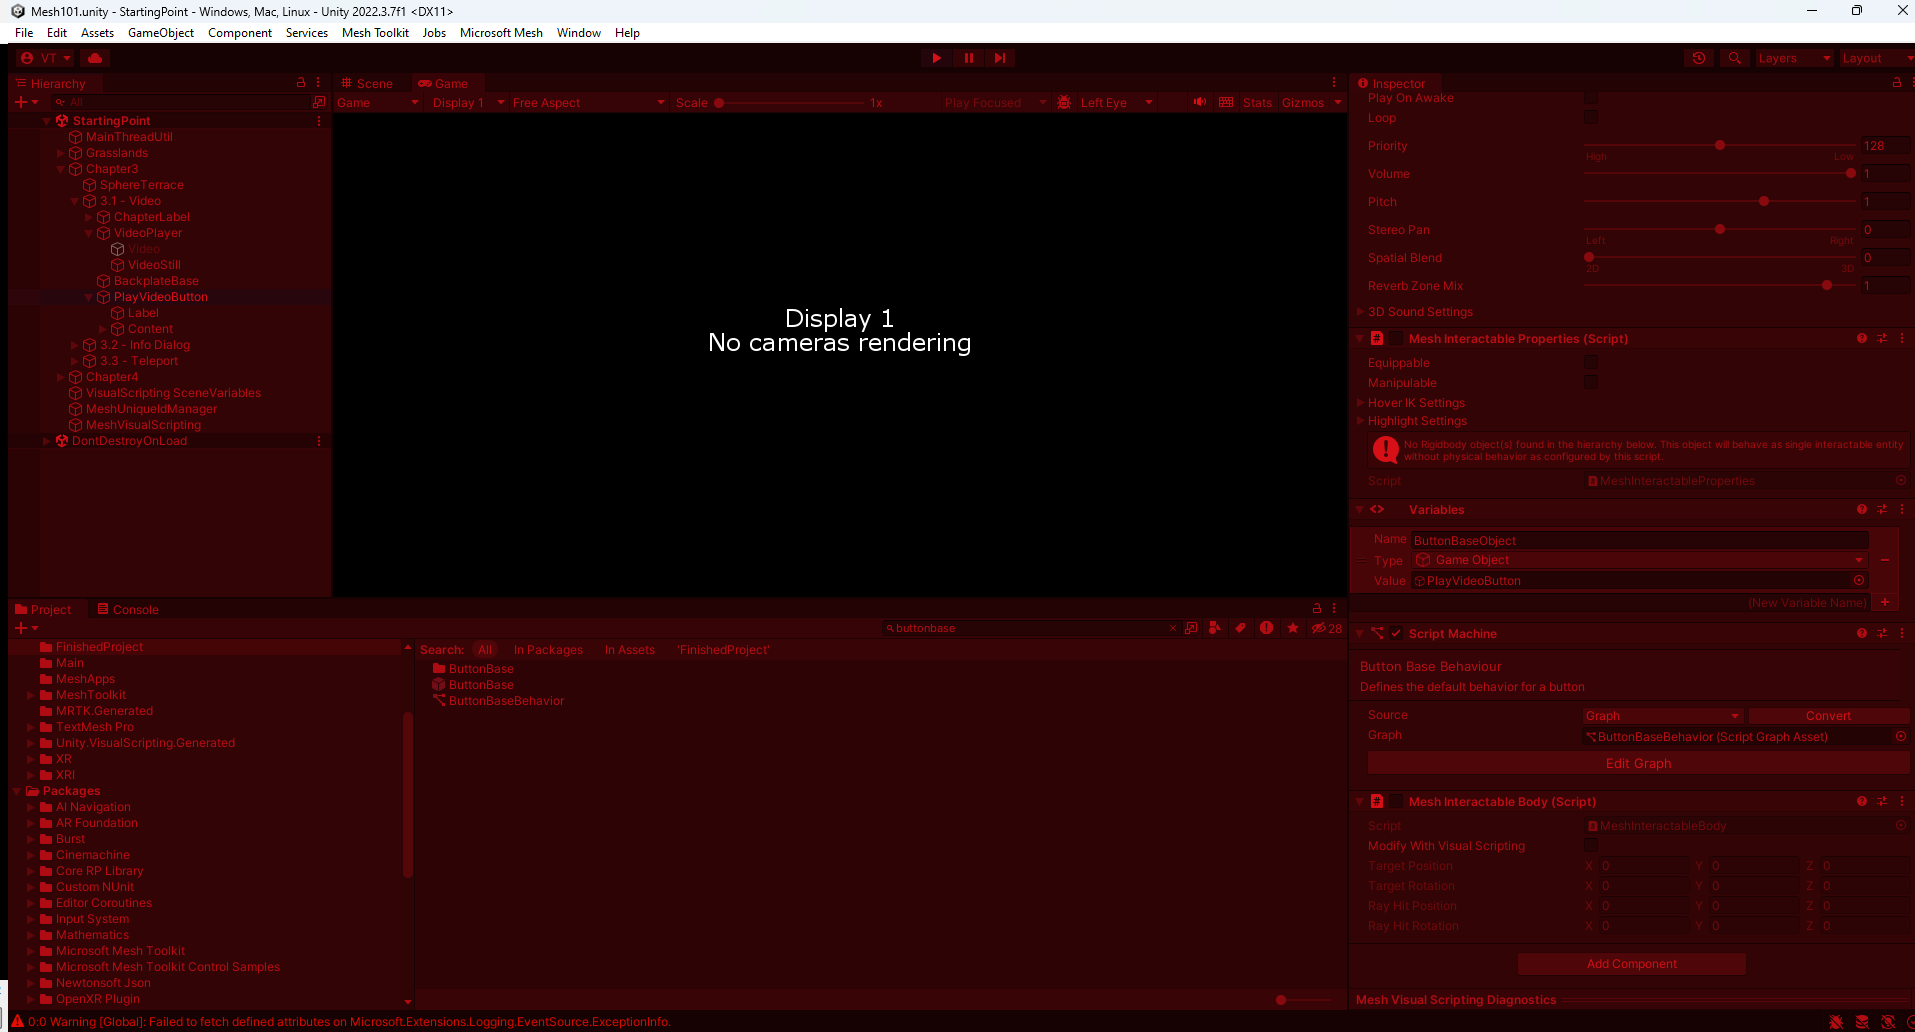 Mesh101.unity - StartingPoint - Windows, Mac, Linux - Unity 2022.3.7f1 <DX11>
File Edit Assets GameObject Component Services Mesh Toolkit Jobs Microsoft Mesh Window Help
VT Layers Layout
Hierarchy
All
StartingPoint
MainThreadUtil
Grasslands
Chapter3
SphereTerrace
3.1 - Video
ChapterLabel
VideoPlayer
Video
VideoStill
BackplateBase
PlayVideoButton
Label
Content
3.2 - Info Dialog
3.3 - Teleport
Chapter4
VisualScripting SceneVariables
MeshUniqueIdManager
MeshVisualScripting
DontDestroyOnLoad
Scene Game
Game Display 1 Free Aspect Scale 1x Play Focused Left Eye Stats Gizmos
Display 1
No cameras rendering
Inspector
Play On Awake
Loop
Priority 128
High Low
Volume 1
Pitch 1
Stereo Pan 0
Left Right
Spatial Blend 0
2D 3D
Reverb Zone Mix 1
3D Sound Settings
# Mesh Interactable Properties (Script)
Equippable
Manipulable
Hover IK Settings
Highlight Settings
No Rigidbody object(s) found in the hierarchy below. This object will behave as single interactable entity
without physical behavior as configured by this script.
Script MeshInteractableProperties
Variables
Name ButtonBaseObject
Type Game Object
Value PlayVideoButton
(New Variable Name)
Script Machine
Button Base Behaviour
Defines the default behavior for a button
Source Graph Convert
Graph ButtonBaseBehavior (Script Graph Asset)
Edit Graph
# Mesh Interactable Body (Script)
Script MeshInteractableBody
Modify With Visual Scripting
Target Position X 0 Y 0 Z 0
Target Rotation X 0 Y 0 Z 0
Ray Hit Position X 0 Y 0 Z 0
Ray Hit Rotation X 0 Y 0 Z 0
Add Component
Mesh Visual Scripting Diagnostics
Project Console
buttonbase 28
FinishedProject
Main
MeshApps
MeshToolkit
MRTK.Generated
TextMesh Pro
Unity.VisualScripting.Generated
XR
XRI
Packages
AI Navigation
AR Foundation
Burst
Cinemachine
Core RP Library
Custom NUnit
Editor Coroutines
Input System
Mathematics
Microsoft Mesh Toolkit
Microsoft Mesh Toolkit Control Samples
Newtonsoft Json
OpenXR Plugin
Search: All In Packages In Assets 'FinishedProject'
ButtonBase
ButtonBase
ButtonBaseBehavior
0:0 Warning [Global]: Failed to fetch defined attributes on Microsoft.Extensions.Logging.EventSource.ExceptionInfo.